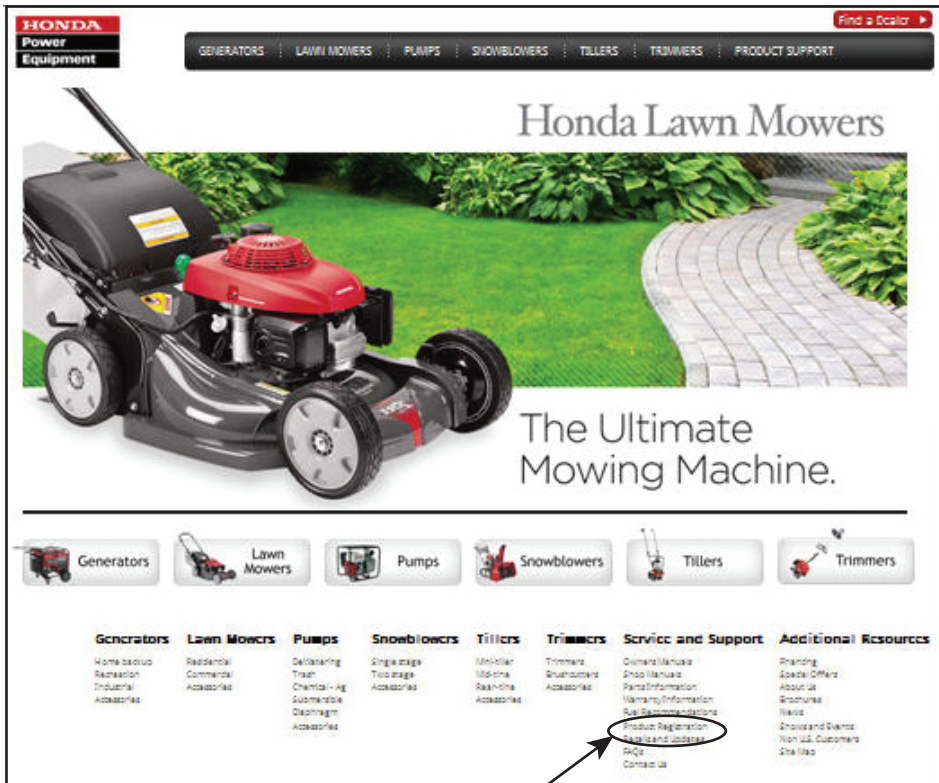 HONDA
Power
Equipment
Find a Dealer
GENERATORS LAWN MOWERS PUMPS SNOWBLOWERS TILLERS TRIMMERS PRODUCT SUPPORT
Honda Lawn Mowers
The Ultimate
Mowing Machine.
Generators
Lawn
Mowers
Pumps
Snowblowers
Tillers
Trimmers
Generators
Home backup
Recreation
Industrial
Accessories
Lawn Mowers
Residential
Commercial
Accessories
Pumps
DeWatering
Trash
Chemical - Ag
Submersible
Diaphragm
Accessories
Snowblowers
Single stage
Two stage
Accessories
Tillers
Mini-tiller
Mid-tine
Rear-tine
Accessories
Trimmers
Trimmers
Brushcutters
Accessories
Service and Support
Owners Manuals
Shop Manuals
Parts Information
Warranty Information
Fuel Recommendations
Product Registration
Recalls and Updates
FAQs
Contact Us
Additional Resources
Financing
Special Offers
About Us
Brochures
News
Shows and Events
Non U.S. Customers
Site Map